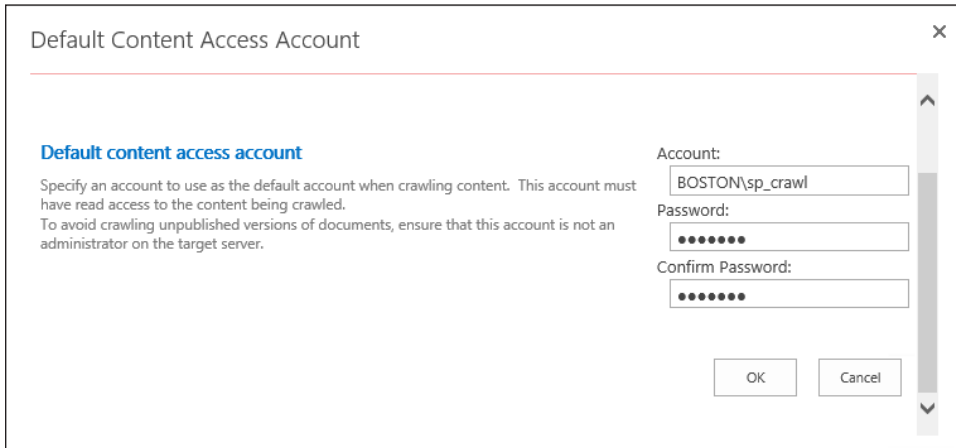 Default Content Access Account
Default content access account
Specify an account to use as the default account when crawling content. This account must
have read access to the content being crawled.
To avoid crawling unpublished versions of documents, ensure that this account is not an
administrator on the target server.
Account:
BOSTON\sp_crawl
Password:
●●●●●●●
Confirm Password:
●●●●●●●
OK
Cancel